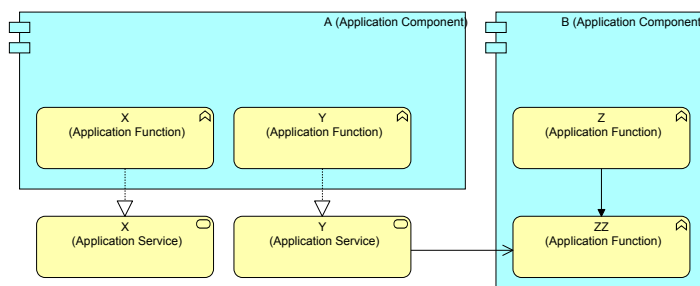 A (Application Component)
B (Application Component
X
(Application Function)
Y
(Application Function)
Z
(Application Function)
X
(Application Service)
Y
(Application Service)
ZZ
(Application Function)